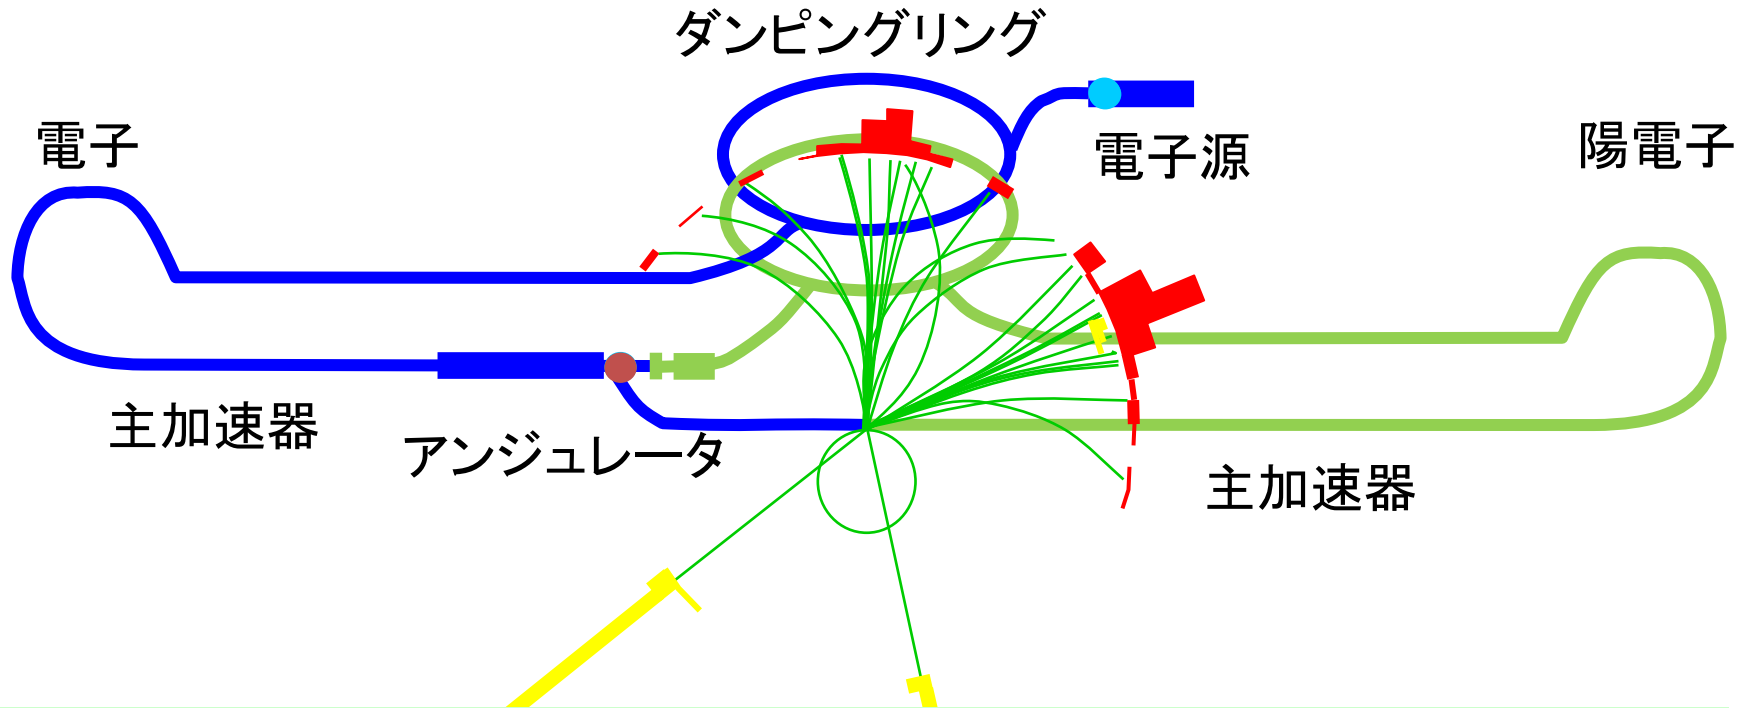 ダンピングリング
電子
電子源
陽電子
主加速器
アンジュレータ
主加速器